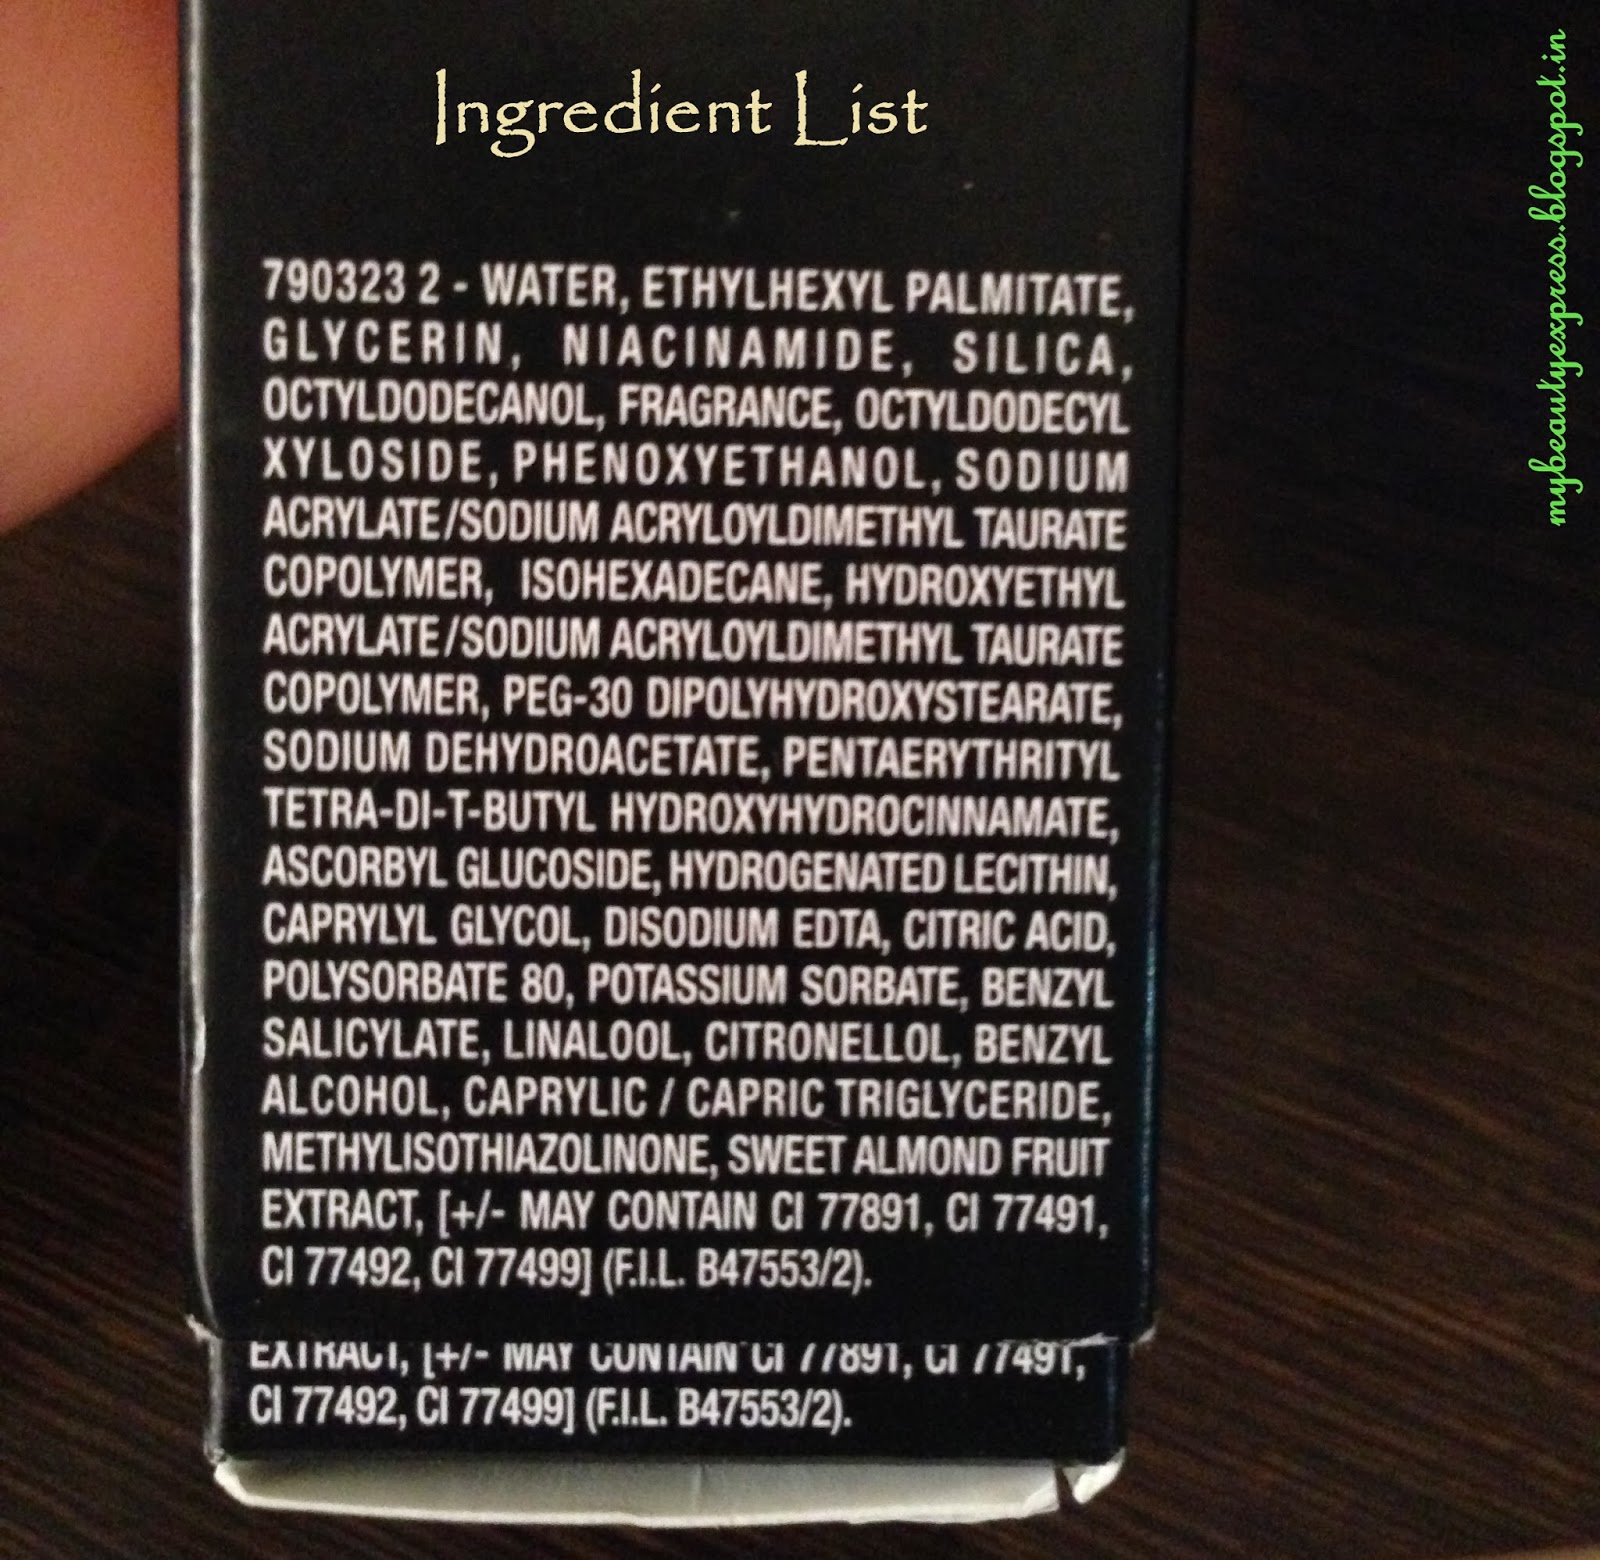 Ingredient List
790323 2 - WATER, ETHYLHEXYL PALMITATE,
GLYCERIN, NIACINAMIDE, SILICA,
OCTYLDODECANOL, FRAGRANCE, OCTYLDODECYL
XYLOSIDE, PHENOXYETHANOL, SODIUM
ACRYLATE/SODIUM ACRYLOYLDIMETHYL TAURATE
COPOLYMER, ISOHEXADECANE, HYDROXYETHYL
ACRYLATE/SODIUM ACRYLOYLDIMETHYL TAURATE
COPOLYMER, PEG-30 DIPOLYHYDROXYSTEARATE,
SODIUM DEHYDROACETATE, PENTAERYTHRITYL
TETRA-DI-T-BUTYL HYDROXYHYDROCINNAMATE,
ASCORBYL GLUCOSIDE, HYDROGENATED LECITHIN,
CAPRYLYL GLYCOL, DISODIUM EDTA, CITRIC ACID,
POLYSORBATE 80, POTASSIUM SORBATE, BENZYL
SALICYLATE, LINALOOL, CITRONELLOL, BENZYL
ALCOHOL, CAPRYLIC / CAPRIC TRIGLYCERIDE,
METHYLISOTHIAZOLINONE, SWEET ALMOND FRUIT
EXTRACT, [+/- MAY CONTAIN CI 77891, CI 77491,
CI 77492, CI 77499] (F.I.L. B47553/2).
EXTRACT, [+/- MAY CONTAIN CI 77891, CI 77491,
CI 77492, CI 77499] (F.I.L. B47553/2).
mybeautyexpress.blogspot.in